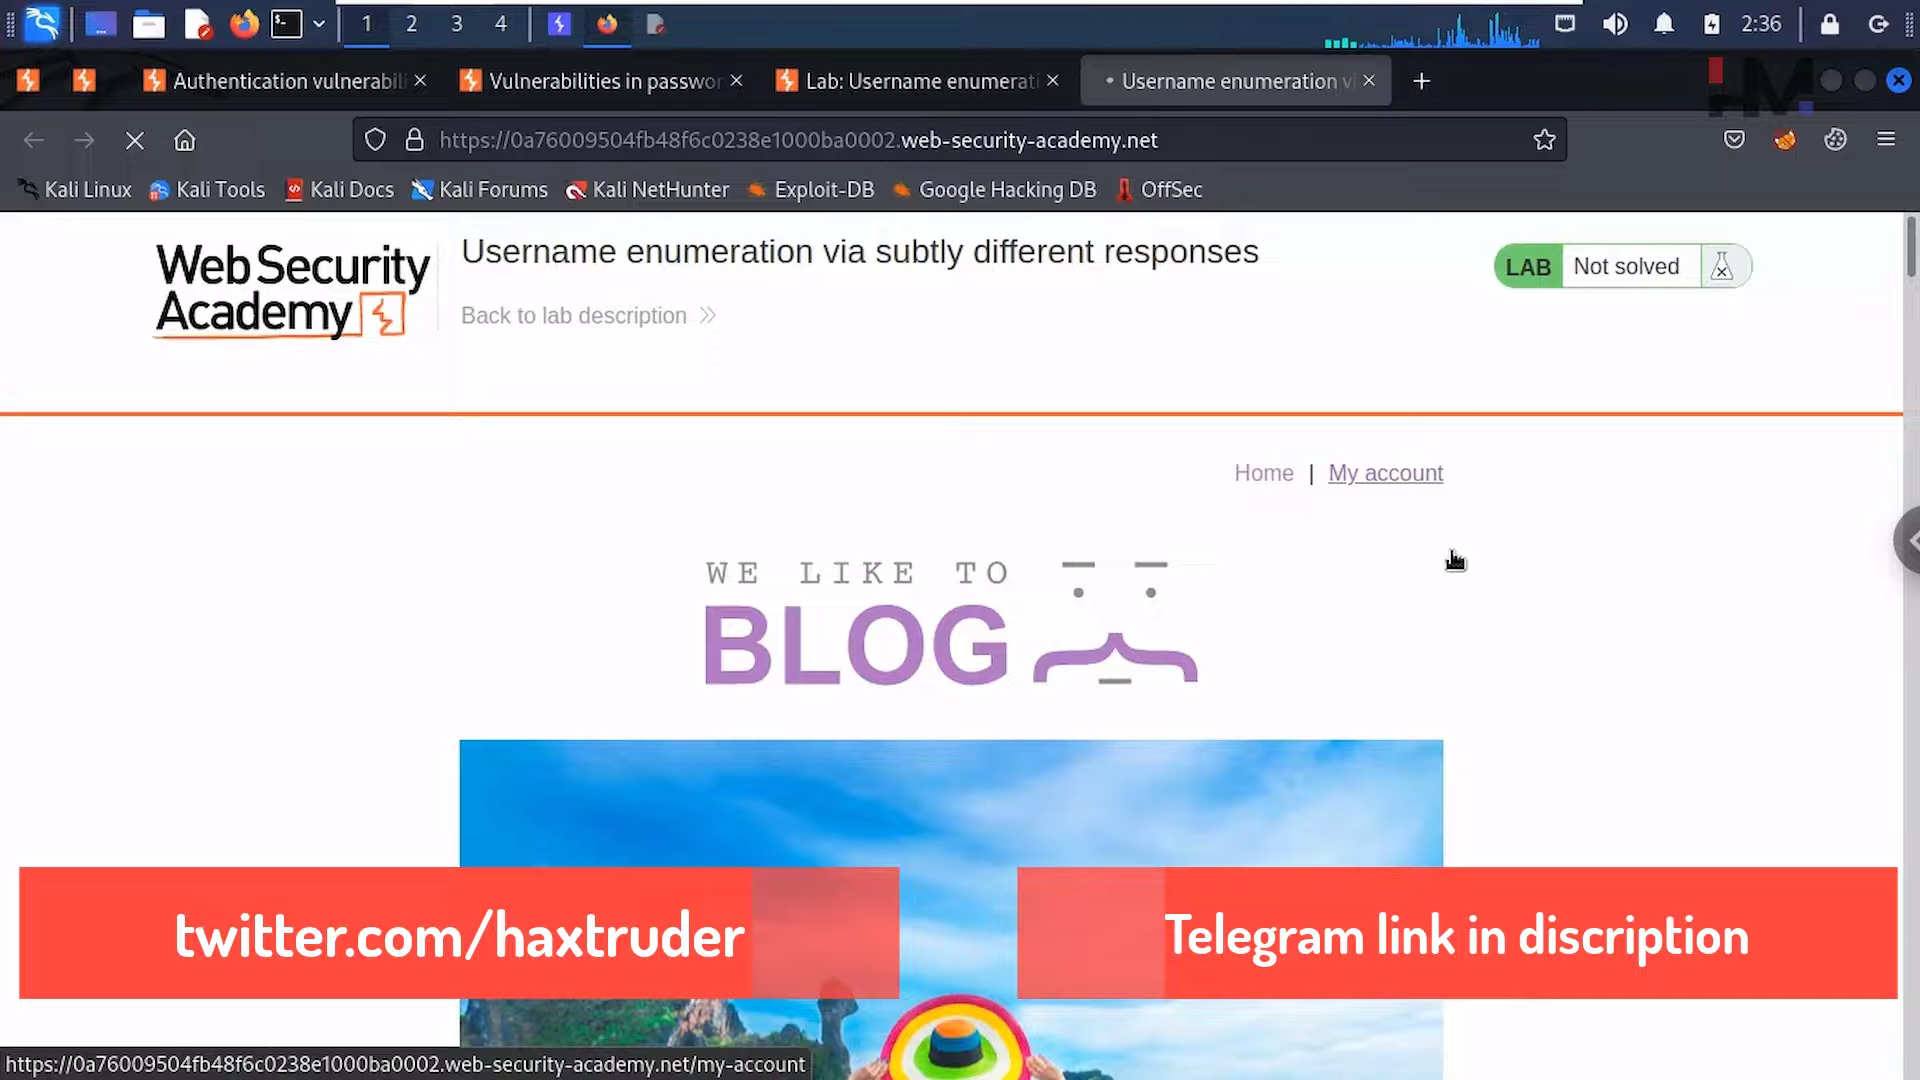 1 2 3 4
2:36
Authentication vulnerabili
Vulnerabilities in passwor
Lab: Username enumerati
Username enumeration vi
HM
https://0a76009504fb48f6c0238e1000ba0002.web-security-academy.net
Kali Linux
Kali Tools
Kali Docs
Kali Forums
Kali NetHunter
Exploit-DB
Google Hacking DB
OffSec
Web Security
Academy
Username enumeration via subtly different responses
Back to lab description
LAB Not solved
Home | My account
WE LIKE TO
BLOG
twitter.com/haxtruder
Telegram link in discription
https://0a76009504fb48f6c0238e1000ba0002.web-security-academy.net/my-account